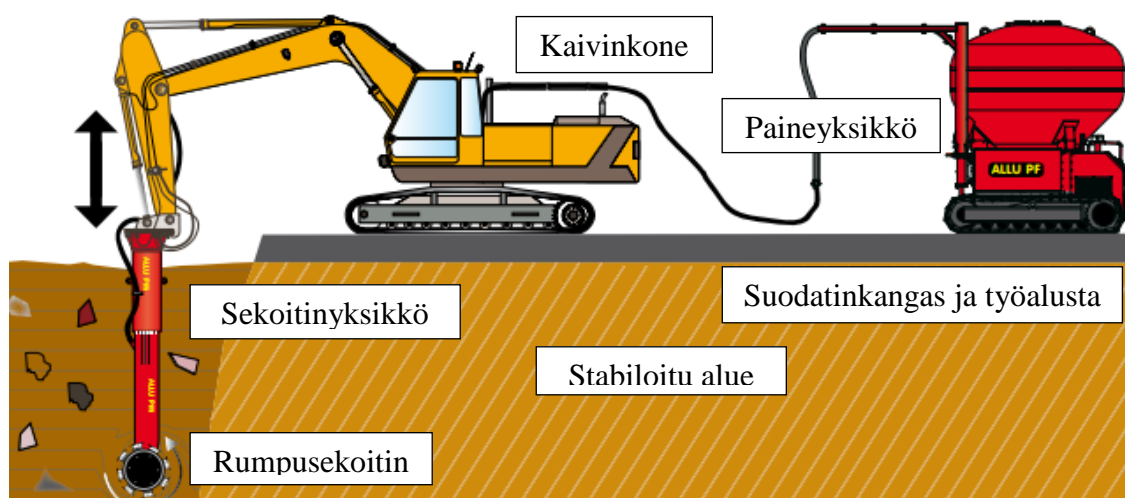 Kaivinkone
Paineyksikkö
ALLU PF
Suodatinkangas ja työalusta
Sekoitinyksikkö
Stabiloitu alue
Rumpusekoitin